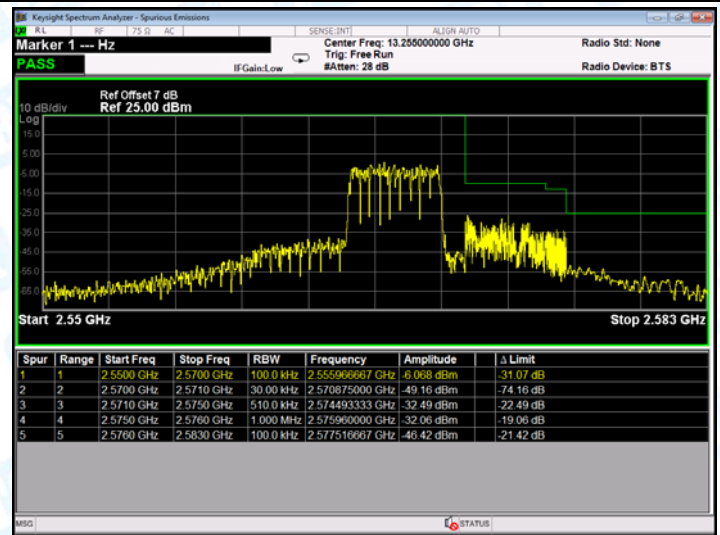 Keysight Spectrum Analyzer - Spurious Emissions
RL RF 75 Ω AC SENSE:INT ALIGN AUTO
Marker 1 --- Hz Center Freq: 13.255000000 GHz Radio Std: None
Trig: Free Run
PASS IFGain:Low #Atten: 28 dB Radio Device: BTS
Ref Offset 7 dB
10 dB/div Ref 25.00 dBm
Log
15.0
5.00
-5.00
-15.0
-25.0
-35.0
-45.0
-55.0
-65.0
Start 2.55 GHz Stop 2.583 GHz
Spur Range Start Freq Stop Freq RBW Frequency Amplitude Δ Limit
1 1 2.5500 GHz 2.5700 GHz 100.0 kHz 2.555966667 GHz -6.068 dBm -31.07 dB
2 2 2.5700 GHz 2.5710 GHz 30.00 kHz 2.570875000 GHz -49.16 dBm -74.16 dB
3 3 2.5710 GHz 2.5750 GHz 510.0 kHz 2.574493333 GHz -32.49 dBm -22.49 dB
4 4 2.5750 GHz 2.5760 GHz 1.000 MHz 2.575960000 GHz -32.06 dBm -19.06 dB
5 5 2.5760 GHz 2.5830 GHz 100.0 kHz 2.577516667 GHz -46.42 dBm -21.42 dB
MSG STATUS